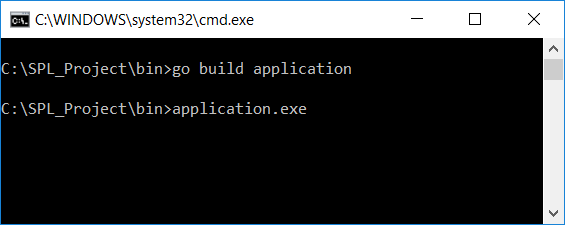 C:\WINDOWS\system32\cmd.exe
C:\SPL_Project\bin>go build application
C:\SPL_Project\bin>application.exe